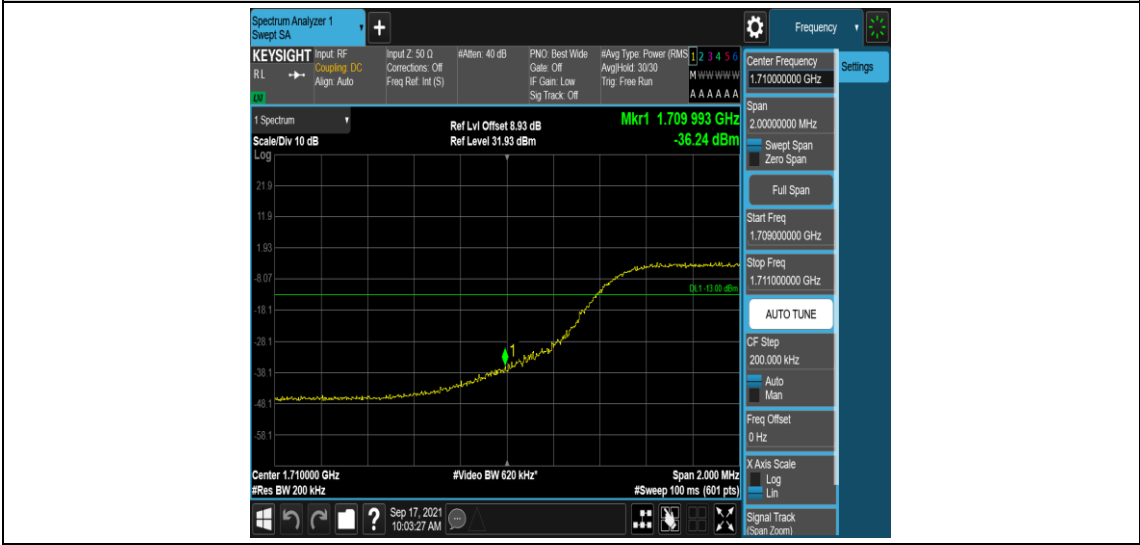 Spectrum Analyzer 1
Swept SA
+
Frequency
KEYSIGHT
RL
LNI
Input: RF
Coupling: DC
Align: Auto
Input Z: 50 Ω
Corrections: Off
Freq Ref: Int (S)
#Atten: 40 dB
PNO: Best Wide
Gate: Off
IF Gain: Low
Sig Track: Off
#Avg Type: Power (RMS
Avg|Hold: 30/30
Trig: Free Run
1 2 3 4 5 6
M W W W W W
A A A A A A
1 Spectrum
Scale/Div 10 dB
Log
Ref Lvl Offset 8.93 dB
Ref Level 31.93 dBm
Mkr1 1.709 993 GHz
-36.24 dBm
21.9
11.9
1.93
-8.07
DL1 -13.00 dBm
-18.1
-28.1
1
-38.1
-48.1
-58.1
Center 1.710000 GHz
#Res BW 200 kHz
#Video BW 620 kHz*
Span 2.000 MHz
#Sweep 100 ms (601 pts)
Center Frequency
1.710000000 GHz
Settings
Span
2.00000000 MHz
Swept Span
Zero Span
Full Span
Start Freq
1.709000000 GHz
Stop Freq
1.711000000 GHz
AUTO TUNE
CF Step
200.000 kHz
Auto
Man
Freq Offset
0 Hz
X Axis Scale
Log
Lin
Signal Track
(Span Zoom)
?
Sep 17, 2021
10:03:27 AM